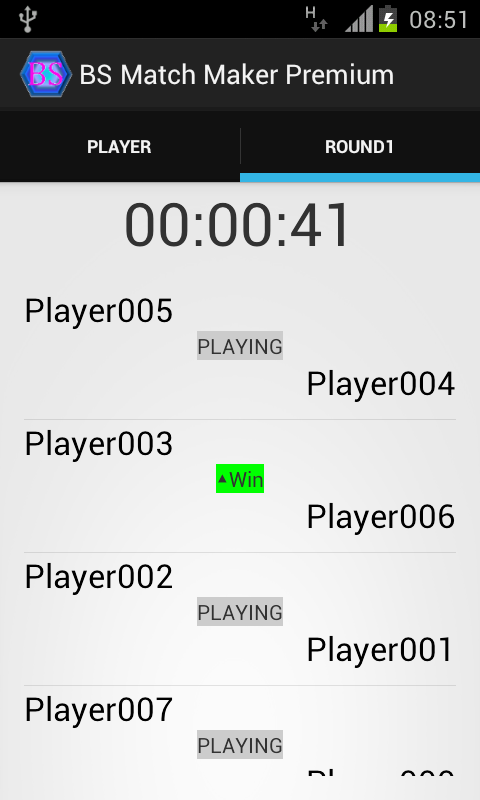 H
08:51
BS BS Match Maker Premium
PLAYER ROUND1
00:00:41
Player005
PLAYING
Player004
Player003
▲Win
Player006
Player002
PLAYING
Player001
Player007
PLAYING